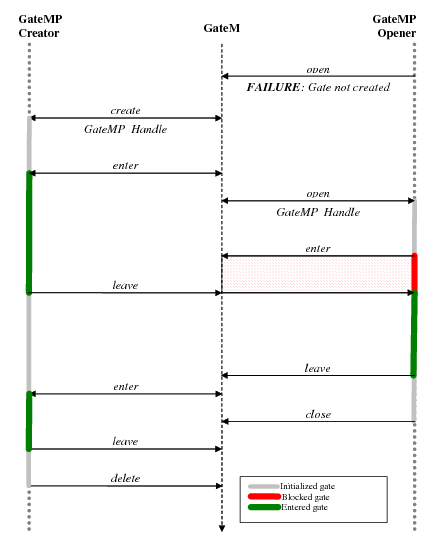 GateMP
Creator
GateM
GateMP
Opener
open
FAILURE: Gate not created
create
GateMP Handle
enter
open
GateMP Handle
enter
leave
leave
enter
close
leave
delete
Initialized gate
Blocked gate
Entered gate